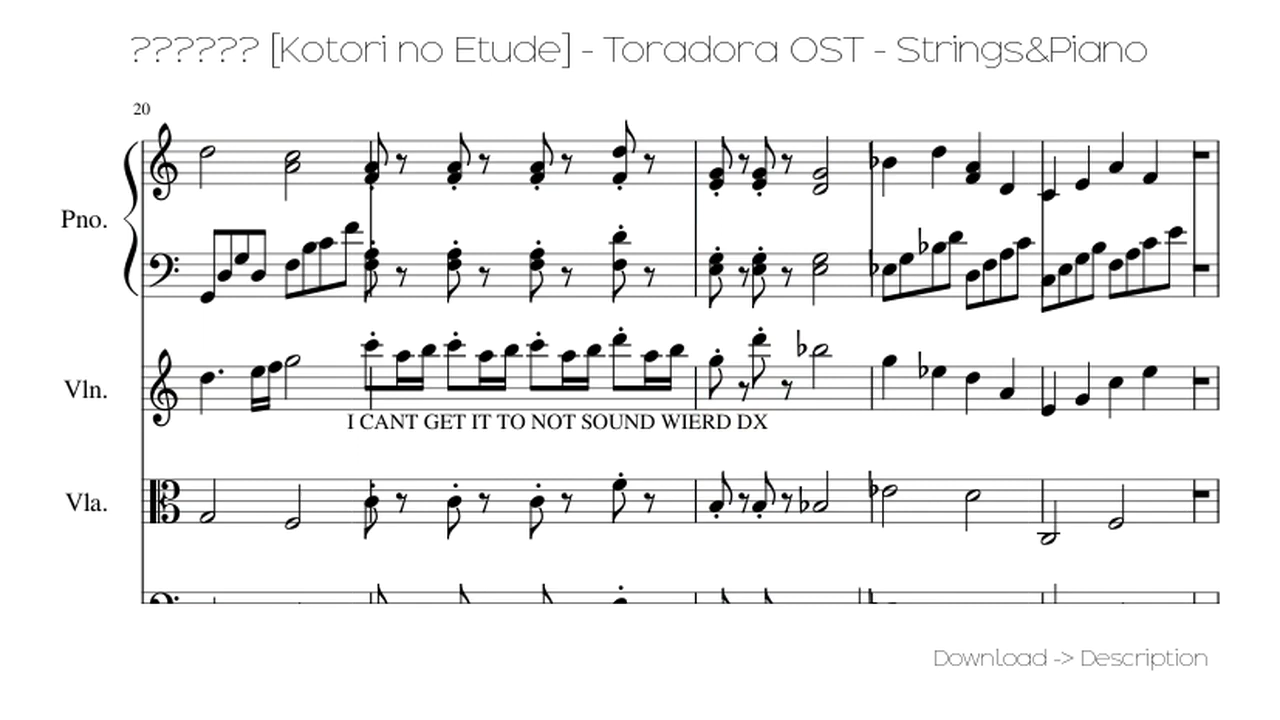 ?????? [Kotori no Etude] - Toradora OST - Strings&Piano
20
Pno.
Vln.
I CANT GET IT TO NOT SOUND WIERD DX
Vla.
Download -> Description